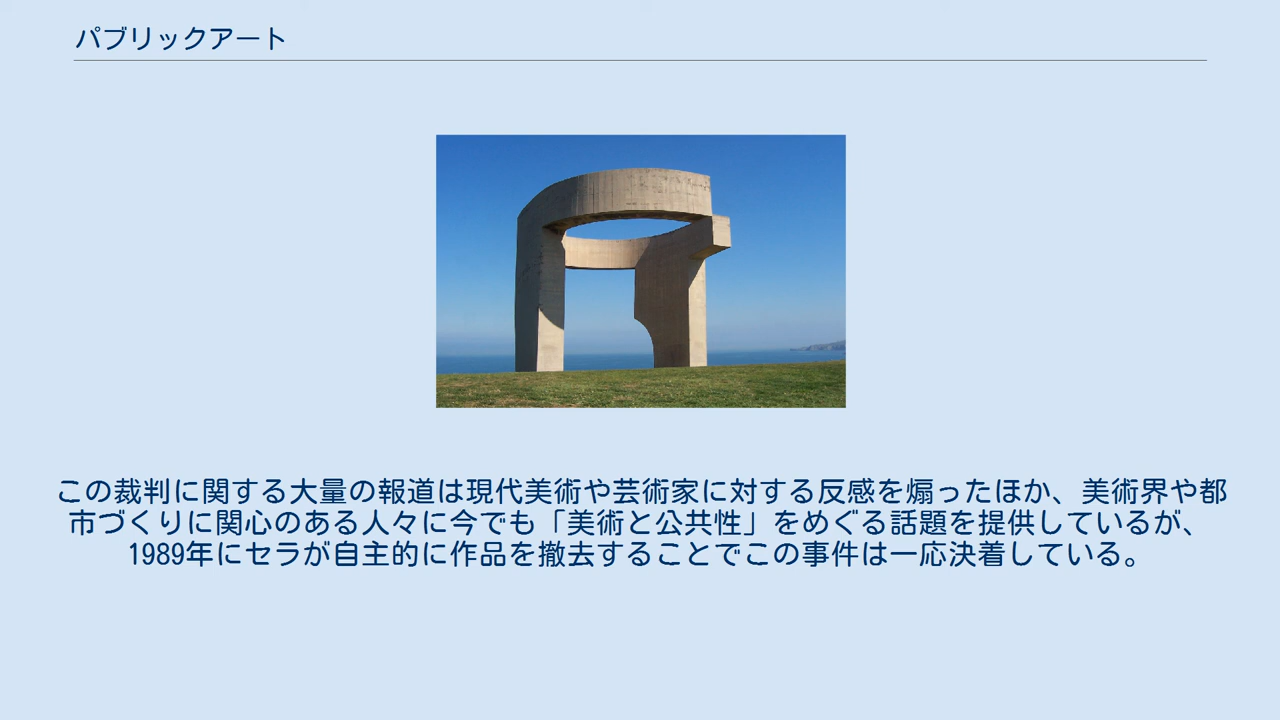 パブリックアート
この裁判に関する大量の報道は現代美術や芸術家に対する反感を煽ったほか、美術界や都
市づくりに関心のある人々に今でも「美術と公共性」をめぐる話題を提供しているが、
1989年にセラが自主的に作品を撤去することでこの事件は一応決着している。